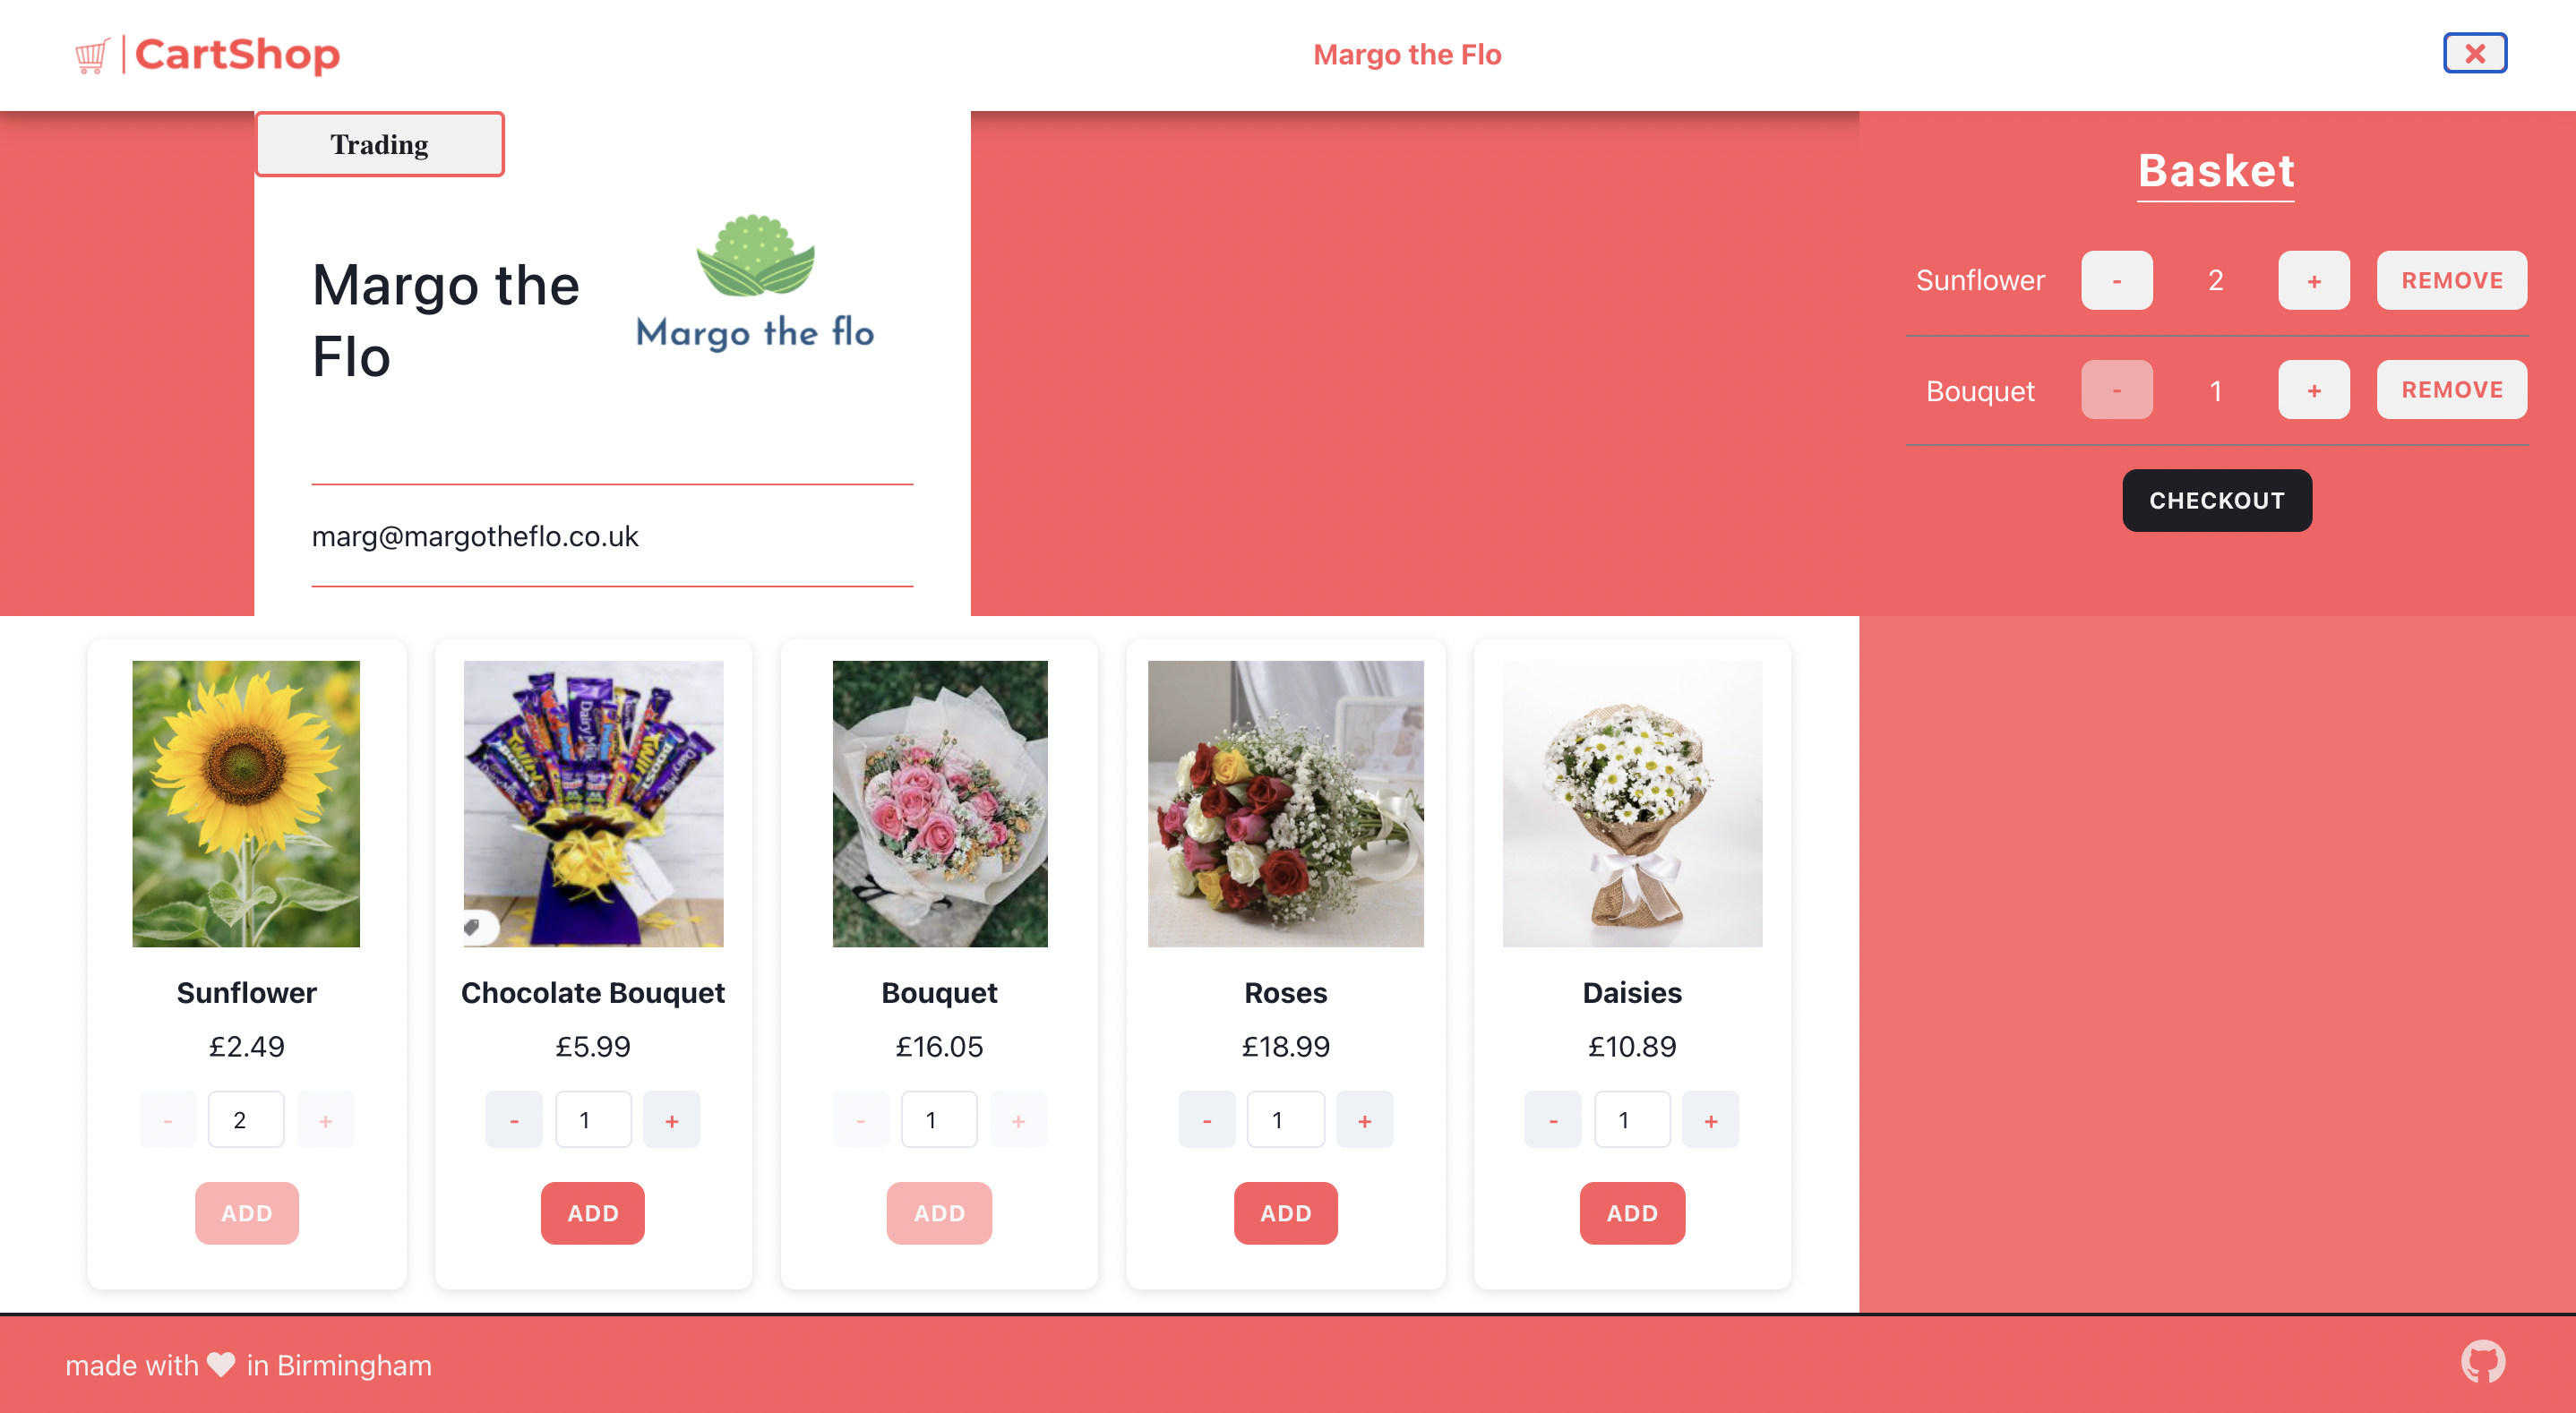 CartShop
Margo the Flo
Trading
Margo the
Flo
Margo the flo
marg@margotheflo.co.uk
Basket
Sunflower - 2 + REMOVE
Bouquet - 1 + REMOVE
CHECKOUT
Sunflower
£2.49
- 2 +
ADD
Chocolate Bouquet
£5.99
- 1 +
ADD
Bouquet
£16.05
- 1 +
ADD
Roses
£18.99
- 1 +
ADD
Daisies
£10.89
- 1 +
ADD
made with in Birmingham